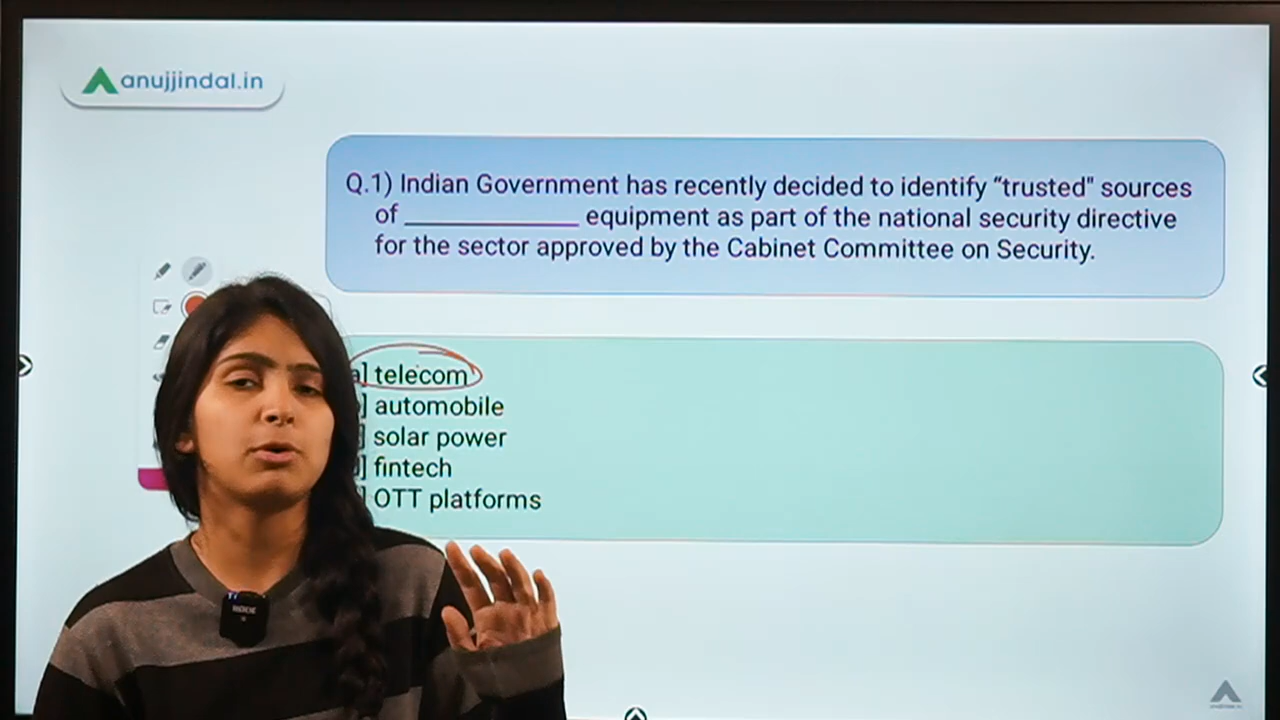 anujjindal.in
Q.1) Indian Government has recently decided to identify “trusted" sources
of ____________ equipment as part of the national security directive
for the sector approved by the Cabinet Committee on Security.
a] telecom
] automobile
] solar power
] fintech
] OTT platforms